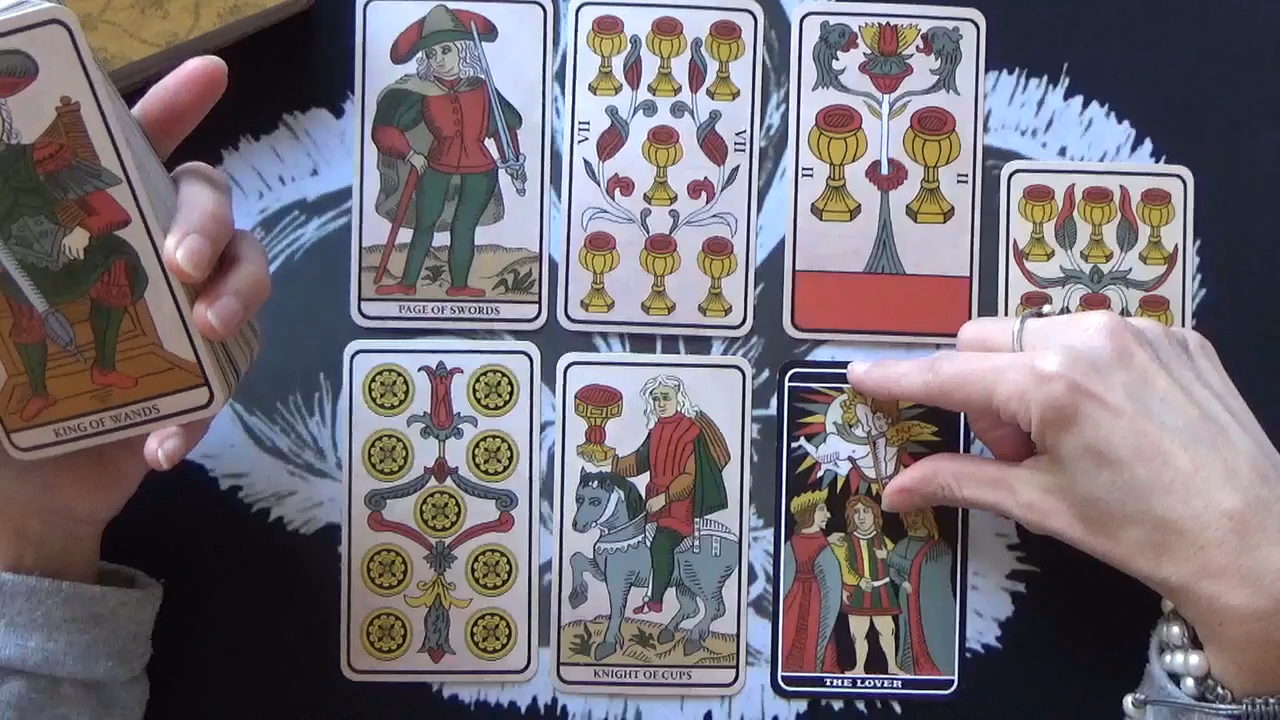 PAGE OF SWORDS
VII
VII
II
II
KING OF WANDS
KNIGHT OF CUPS
THE LOVER